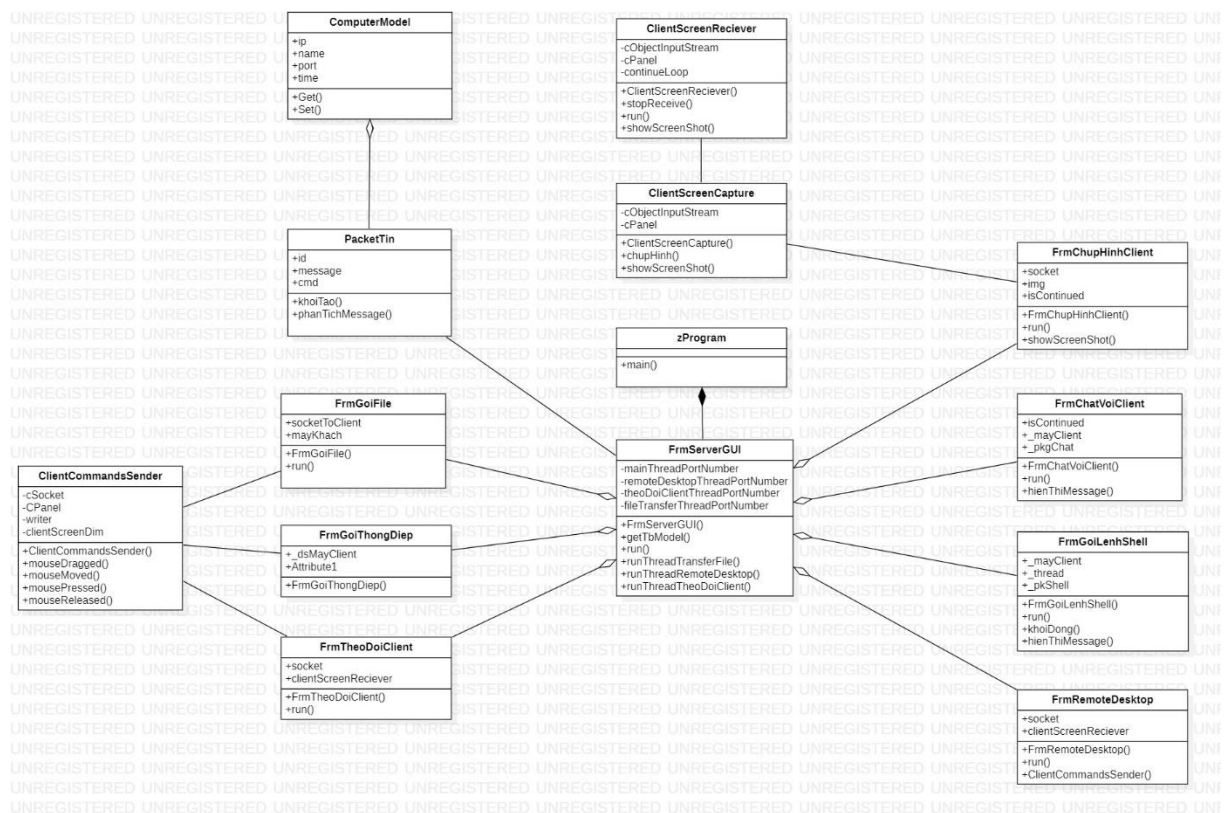 ComputerModel
+ip
+name
+port
+time
+Get()
+Set()
ClientScreenReciever
-cObjectInputStream
-cPanel
-continueLoop
+ClientScreenReciever()
+stopReceive()
+run()
+showScreenShot()
ClientScreenCapture
-cObjectInputStream
-cPanel
+ClientScreenCapture()
+chupHinh()
+showScreenShot()
PacketTin
+id
+message
+cmd
+khoiTao()
+phanTichMessage()
FrmChupHinhClient
+socket
+img
+isContinued
+FrmChupHinhClient()
+run()
+showScreenShot()
zProgram
+main()
FrmGoiFile
+socketToClient
+mayKhach
+FrmGoiFile()
+run()
FrmChatVoiClient
+isContinued
+_mayClient
+_pkgChat
+FrmChatVoiClient()
+run()
+hienThiMessage()
FrmServerGUI
-mainThreadPortNumber
-remoteDesktopThreadPortNumber
-theoDoiClientThreadPortNumber
-fileTransferThreadPortNumber
+FrmServerGUI()
+getTbModel()
+run()
+runThreadTransferFile()
+runThreadRemoteDesktop()
+runThreadTheoDoiClient()
ClientCommandsSender
-cSocket
-CPanel
-writer
-clientScreenDim
+ClientCommandsSender()
+mouseDragged()
+mouseMoved()
+mousePressed()
+mouseReleased()
FrmGoiThongDiep
+_dsMayClient
+Attribute1
+FrmGoiThongDiep()
FrmGoiLenhShell
+_mayClient
+_thread
+_pkShell
+FrmGoiLenhShell()
+run()
+khoiDong()
+hienThiMessage()
FrmTheoDoiClient
+socket
+clientScreenReciever
+FrmTheoDoiClient()
+run()
FrmRemoteDesktop
+socket
+clientScreenReciever
+FrmRemoteDesktop()
+run()
+ClientCommandsSender()
UNREGISTERED